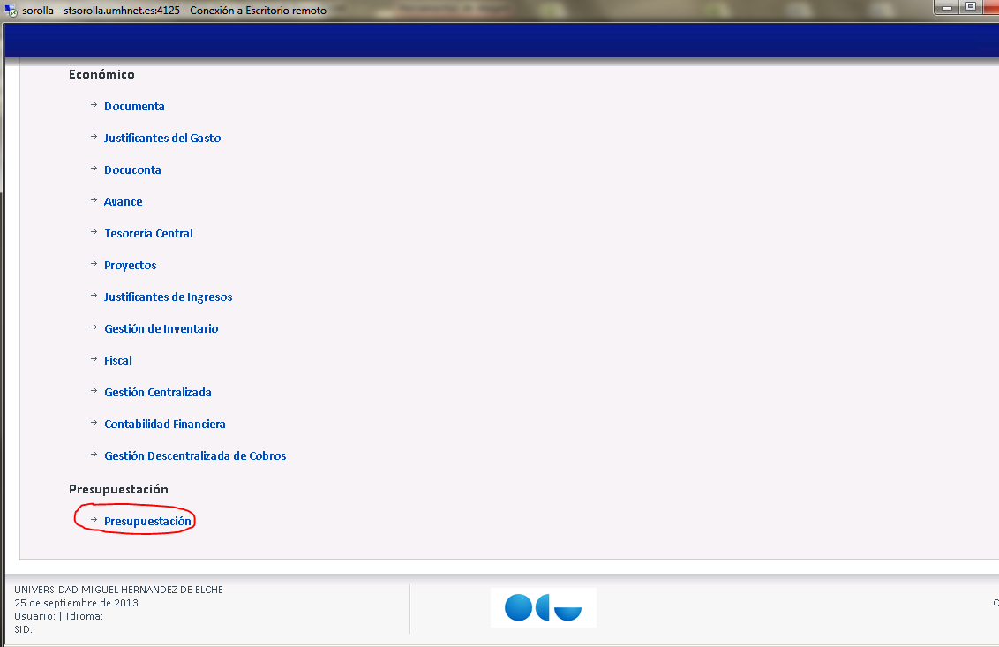 sorolla - stsorolla.umhnet.es:4125 - Conexión a Escritorio remoto
Económico
Documenta
Justificantes del Gasto
Docuconta
Avance
Tesorería Central
Proyectos
Justificantes de Ingresos
Gestión de Inventario
Fiscal
Gestión Centralizada
Contabilidad Financiera
Gestión Descentralizada de Cobros
Presupuestación
Presupuestación
UNIVERSIDAD MIGUEL HERNANDEZ DE ELCHE
25 de septiembre de 2013
Usuario: | Idioma:
SID: